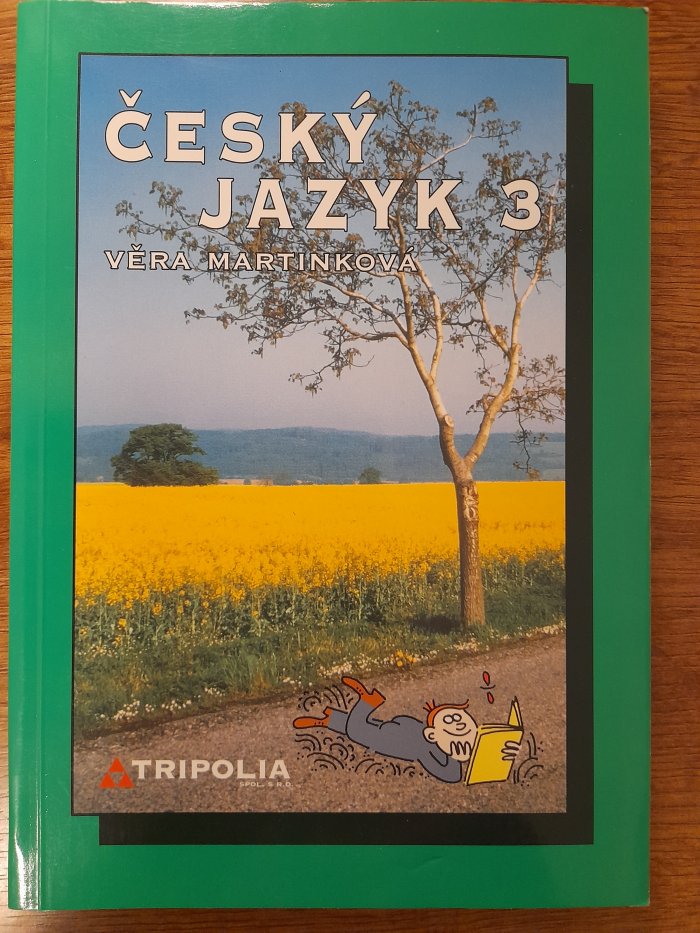 ČESKÝ
JAZYK 3
VĚRA MARTINKOVÁ
TRIPOLIA
SPOL. S R.O.